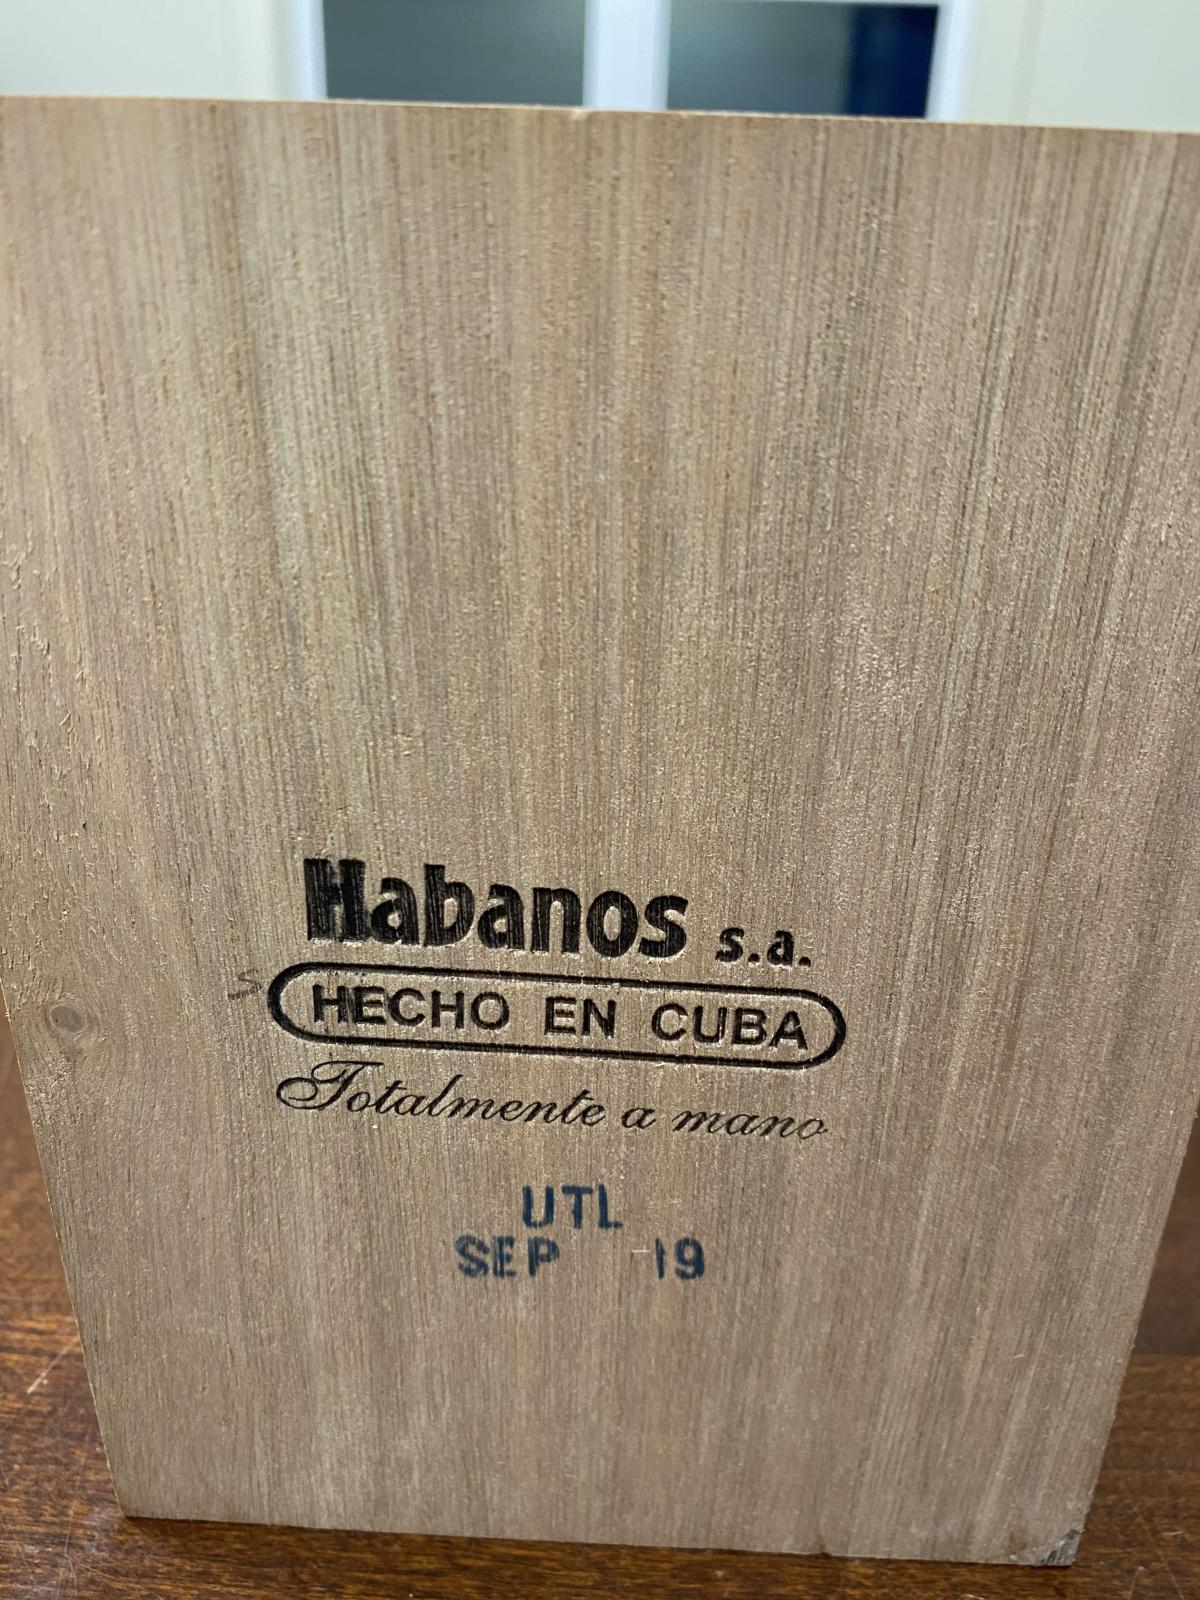 Habanos s.a.
HECHO EN CUBA
Totalmente a mano
UTL
SEP 19